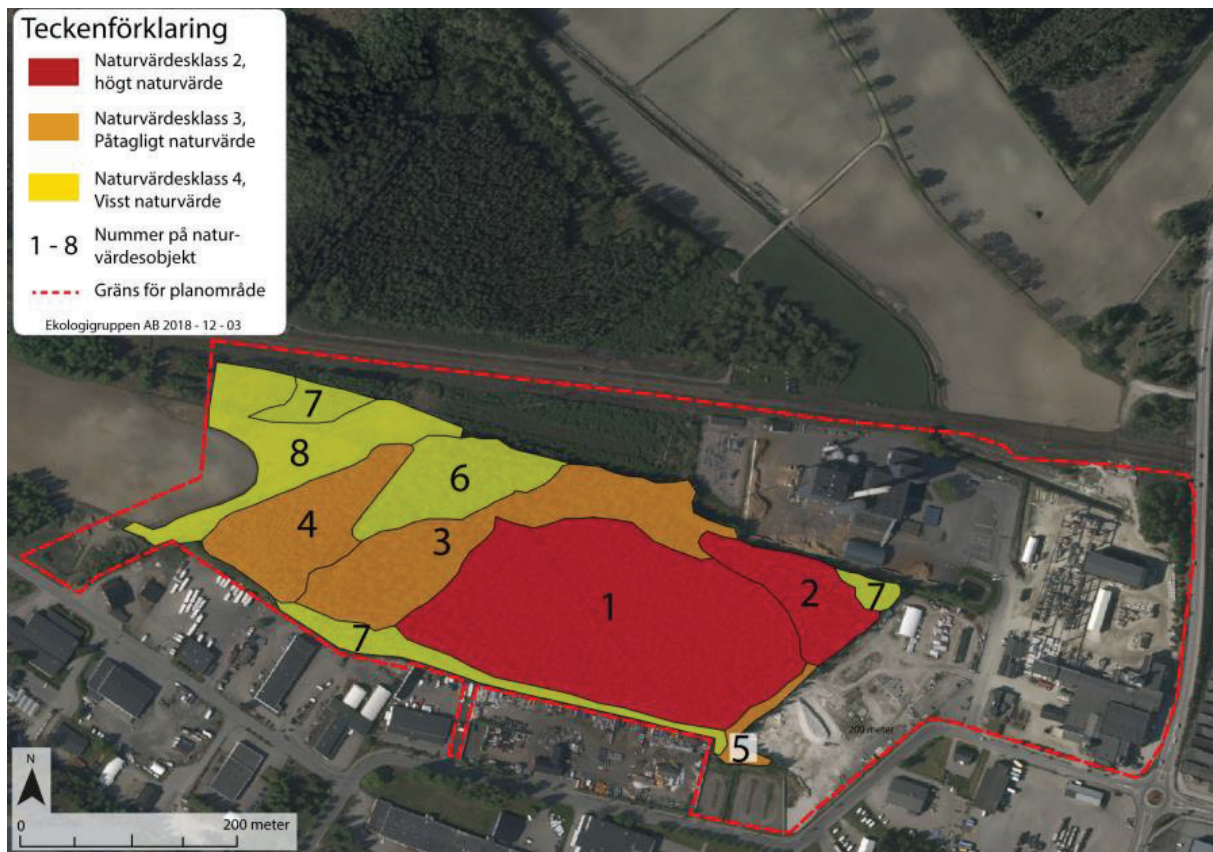 Teckenförklaring
Naturvärdesklass 2,
högt naturvärde
Naturvärdesklass 3,
Påtagligt naturvärde
Naturvärdesklass 4,
Visst naturvärde
1 - 8 Nummer på natur-
värdesobjekt
Gräns för planområde
Ekologigruppen AB 2018 - 12 - 03
7
8
6
4
3
1
2
7
7
5
200 meter
N
0 200 meter